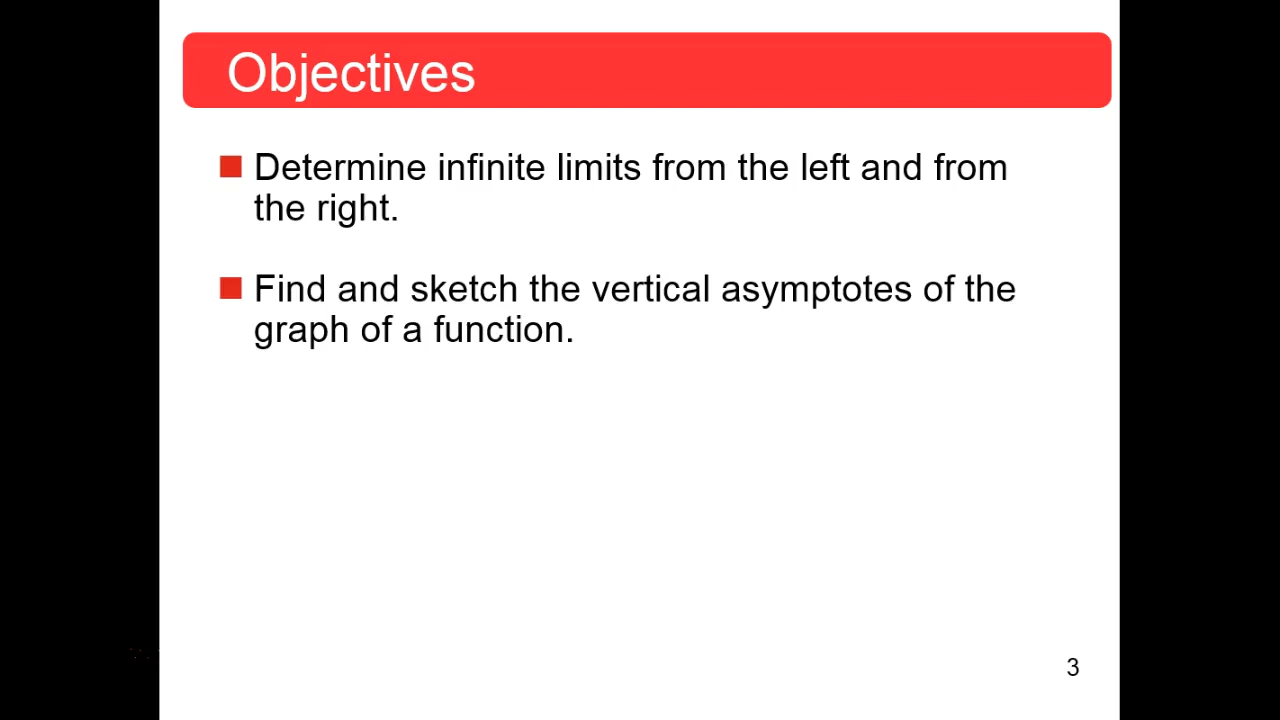 Objectives
Determine infinite limits from the left and from
the right.
Find and sketch the vertical asymptotes of the
graph of a function.
3